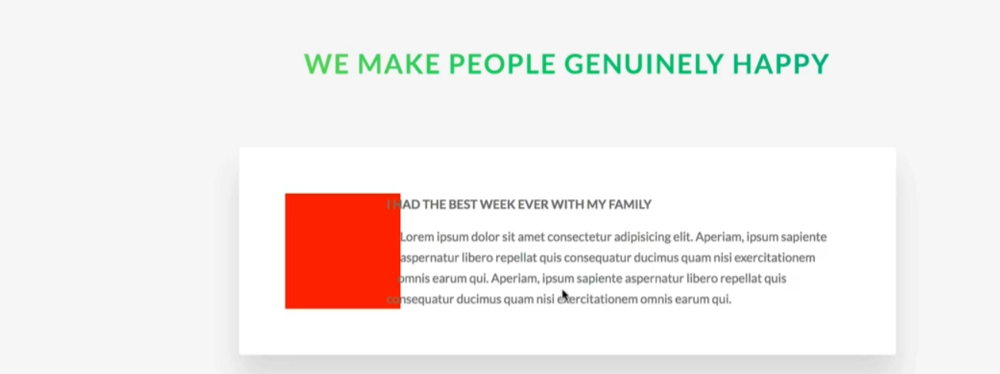 WE MAKE PEOPLE GENUINELY HAPPY
I HAD THE BEST WEEK EVER WITH MY FAMILY
Lorem ipsum dolor sit amet consectetur adipisicing elit. Aperiam, ipsum sapiente
aspernatur libero repellat quis consequatur ducimus quam nisi exercitationem
omnis earum qui. Aperiam, ipsum sapiente aspernatur libero repellat quis
consequatur ducimus quam nisi exercitationem omnis earum qui.